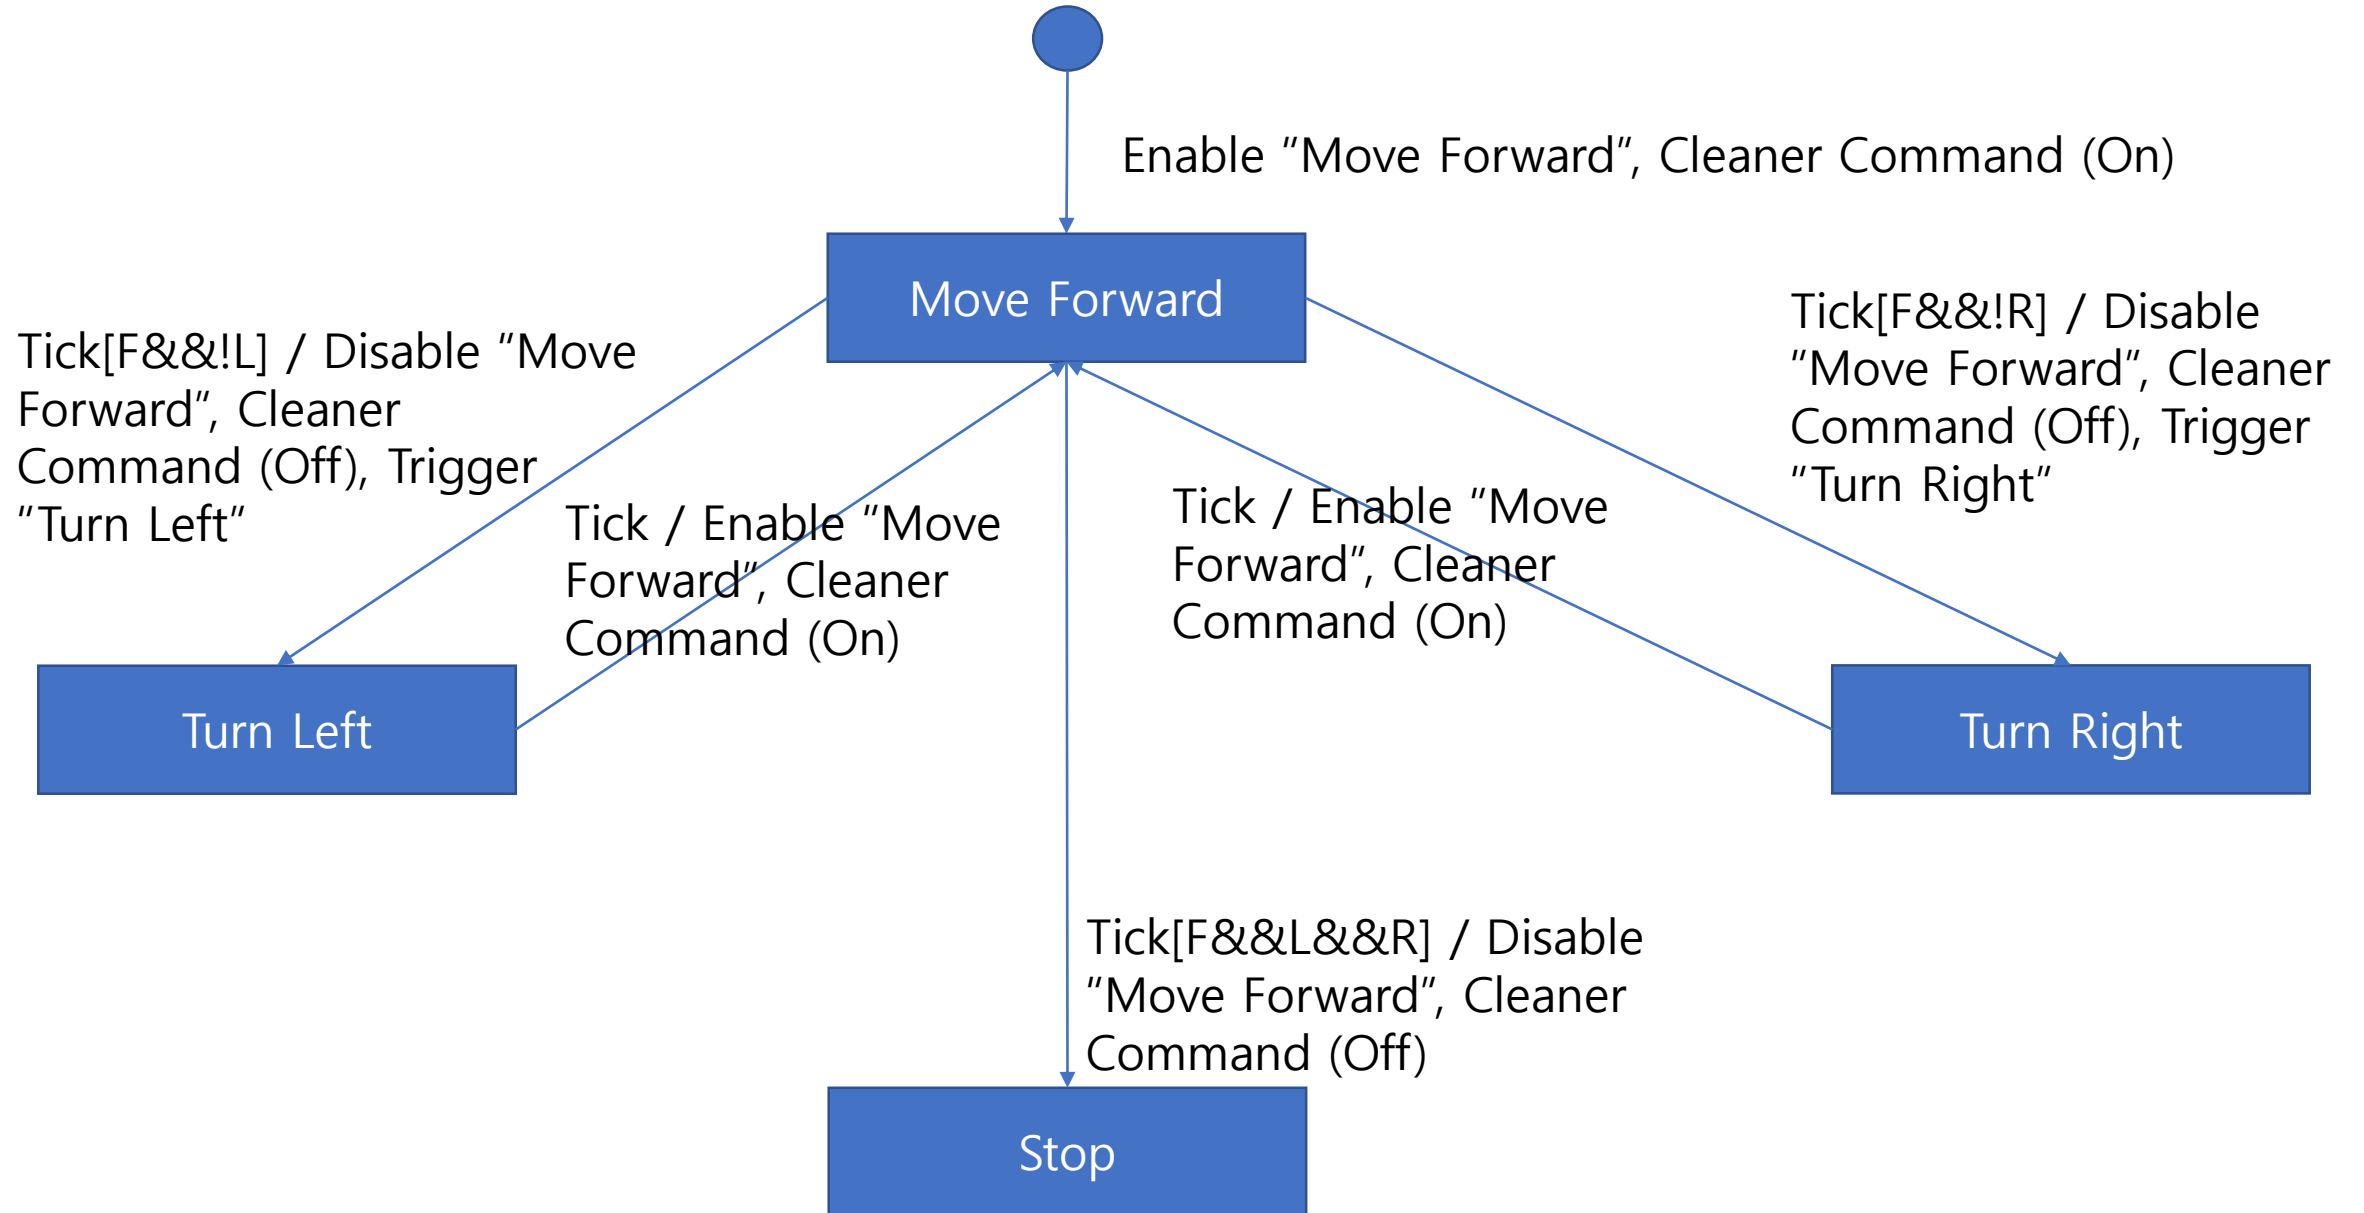 Enable "Move Forward", Cleaner Command (On)
Move Forward
Tick[F&&!L] / Disable "Move
Forward", Cleaner
Command (Off), Trigger
"Turn Left"
Tick / Enable "Move
Forward", Cleaner
Command (On)
Tick / Enable "Move
Forward", Cleaner
Command (On)
Tick[F&&!R] / Disable
"Move Forward", Cleaner
Command (Off), Trigger
"Turn Right"
Turn Left
Turn Right
Tick[F&&L&&R] / Disable
"Move Forward", Cleaner
Command (Off)
Stop